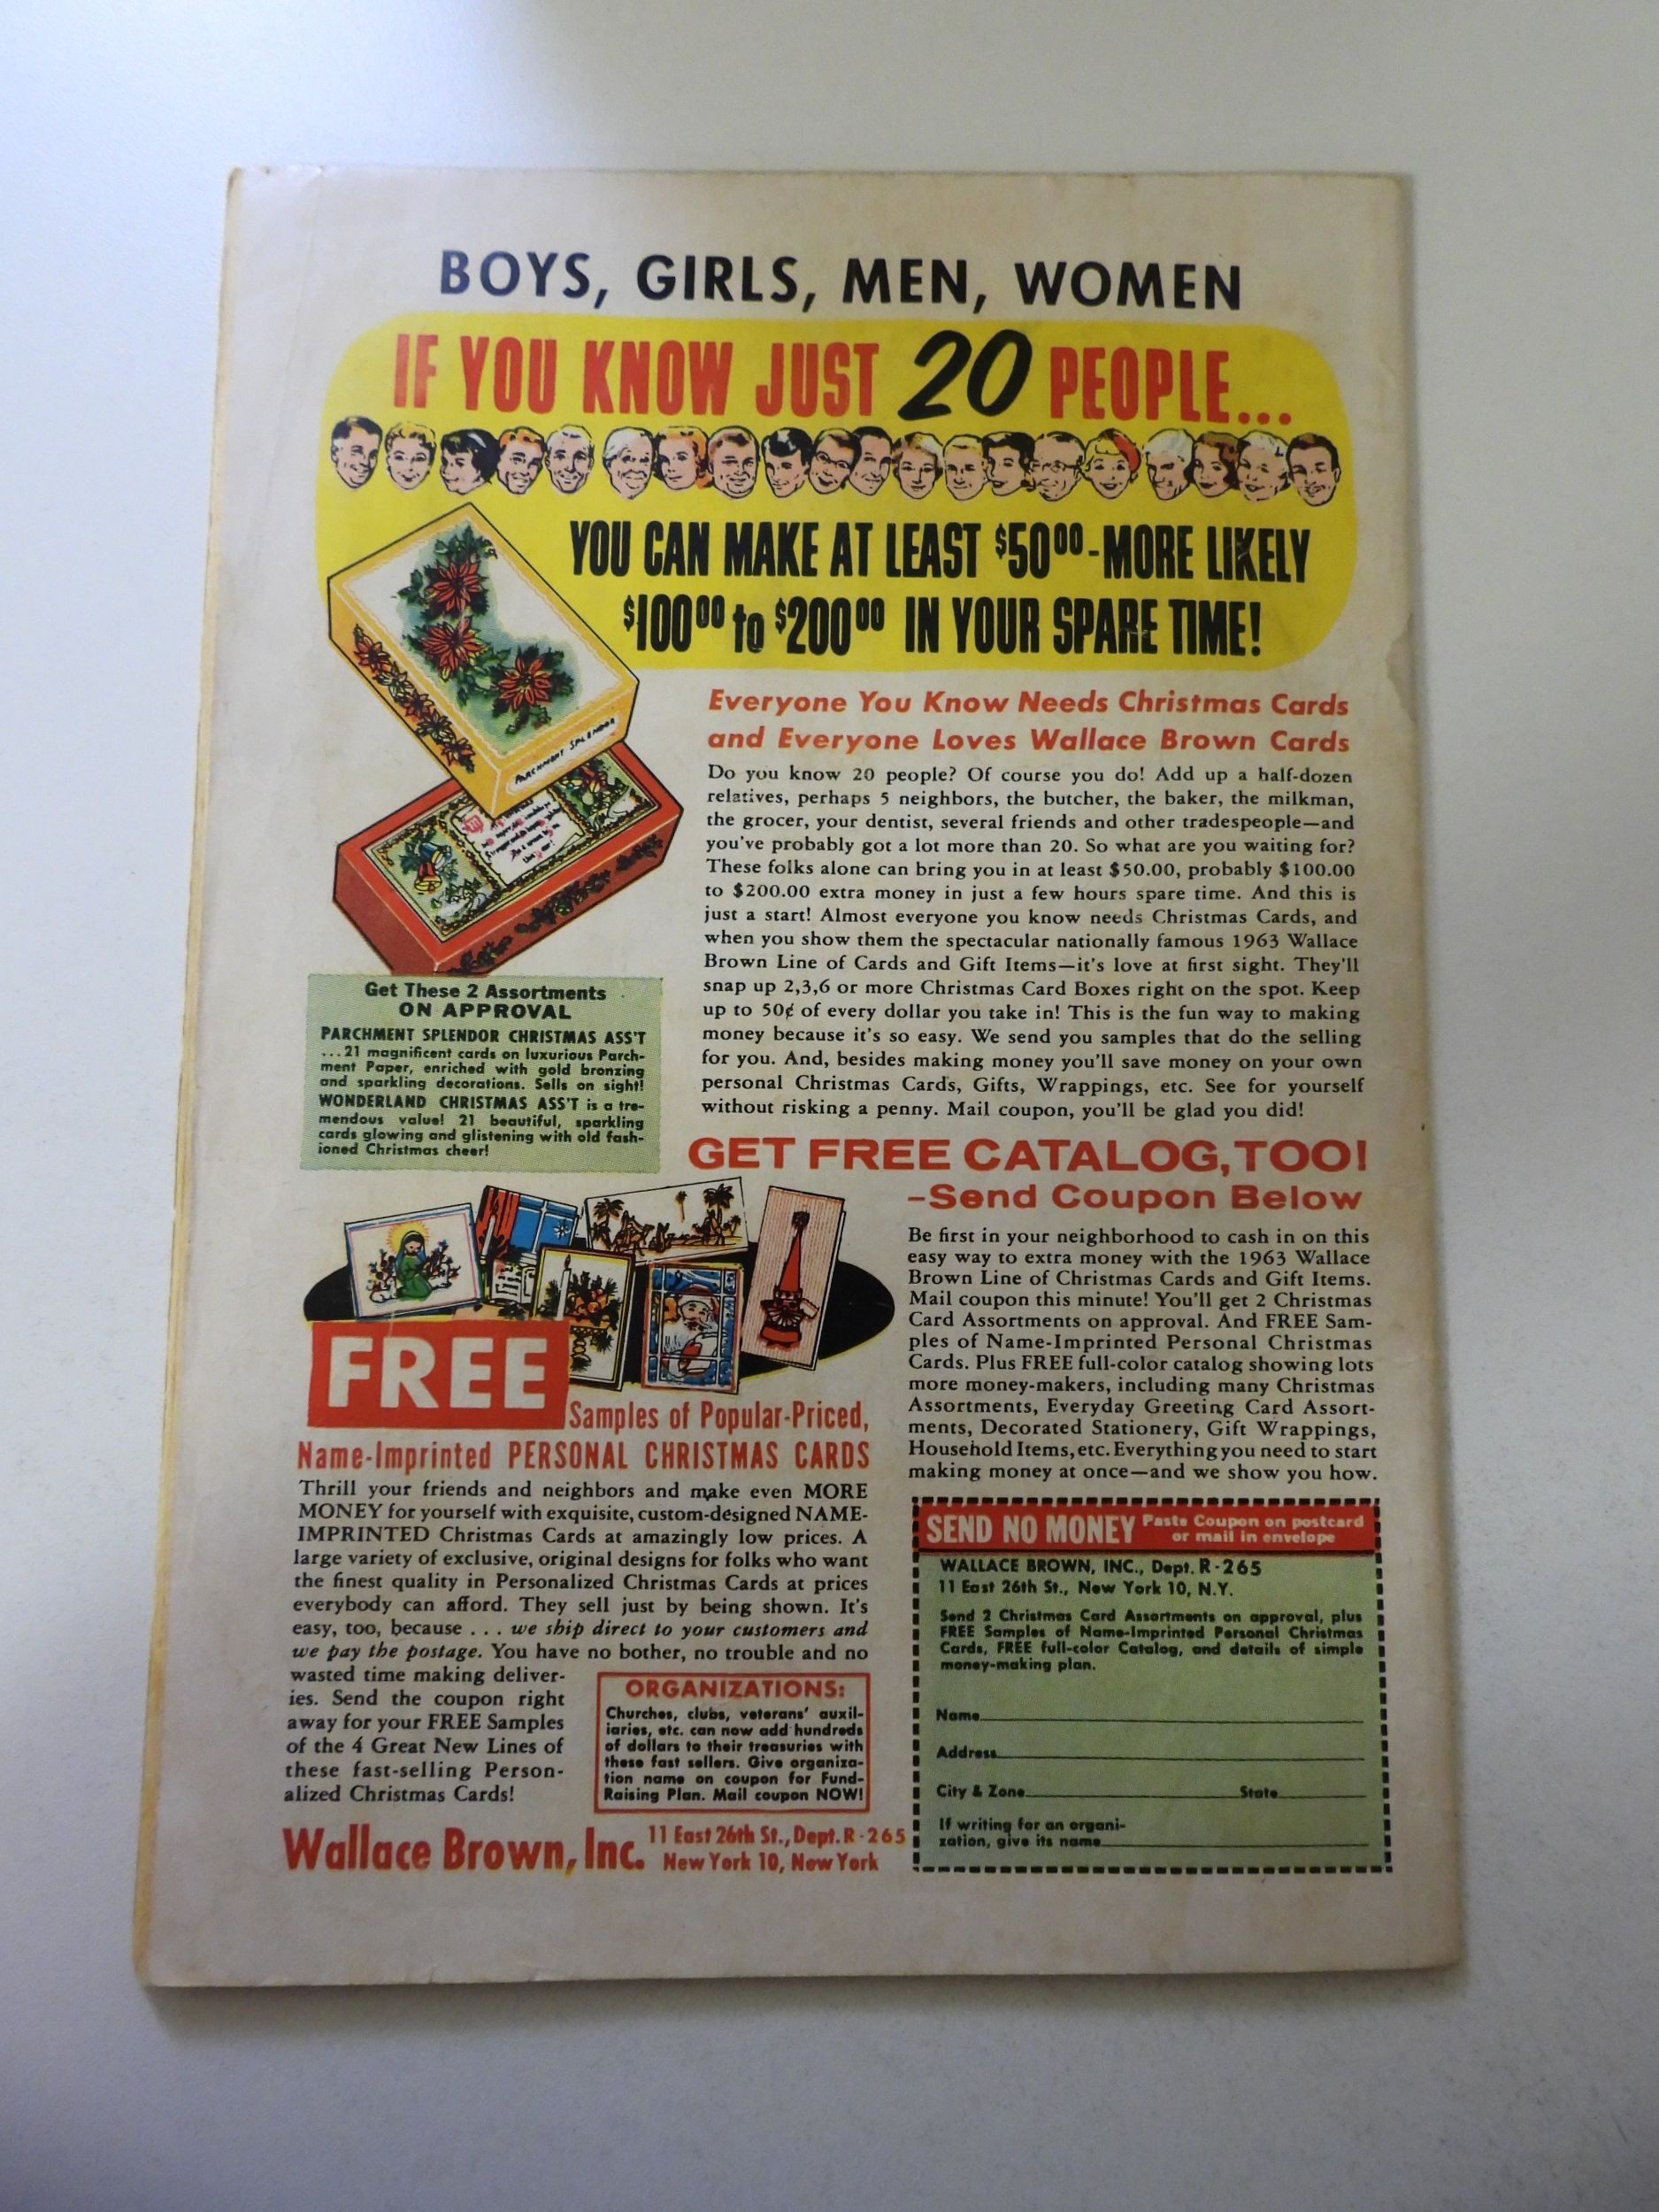 BOYS, GIRLS, MEN, WOMEN
IF YOU KNOW JUST 20 PEOPLE...
YOU CAN MAKE AT LEAST $50 00-MORE LIKELY
$100 00 to $200 00 IN YOUR SPARE TIME!
PARCHMENT SPLENDOR
Everyone You Know Needs Christmas Cards
and Everyone Loves Wallace Brown Cards
Do you know 20 people? Of course you do! Add up a half-dozen
relatives, perhaps 5 neighbors, the butcher, the baker, the milkman,
the grocer, your dentist, several friends and other tradespeople—and
you've probably got a lot more than 20. So what are you waiting for?
These folks alone can bring you in at least $50.00, probably $100.00
to $200.00 extra money in just a few hours spare time. And this is
just a start! Almost everyone you know needs Christmas Cards, and
when you show them the spectacular nationally famous 1963 Wallace
Brown Line of Cards and Gift Items—it's love at first sight. They'll
snap up 2,3,6 or more Christmas Card Boxes right on the spot. Keep
up to 50¢ of every dollar you take in! This is the fun way to making
money because it's so easy. We send you samples that do the selling
for you. And, besides making money you'll save money on your own
personal Christmas Cards, Gifts, Wrappings, etc. See for yourself
without risking a penny. Mail coupon, you'll be glad you did!
Get These 2 Assortments
ON APPROVAL
PARCHMENT SPLENDOR CHRISTMAS ASS'T
...21 magnificent cards on luxurious Parch-
ment Paper, enriched with gold bronzing
and sparkling decorations. Sells on sight!
WONDERLAND CHRISTMAS ASS'T is a tre-
mendous value! 21 beautiful, sparkling
cards glowing and glistening with old fash-
ioned Christmas cheer!
GET FREE CATALOG, TOO!
-Send Coupon Below
Be first in your neighborhood to cash in on this
easy way to extra money with the 1963 Wallace
Brown Line of Christmas Cards and Gift Items.
Mail coupon this minute! You'll get 2 Christmas
Card Assortments on approval. And FREE Sam-
ples of Name-Imprinted Personal Christmas
Cards. Plus FREE full-color catalog showing lots
more money-makers, including many Christmas
Assortments, Everyday Greeting Card Assort-
ments, Decorated Stationery, Gift Wrappings,
Household Items, etc. Everything you need to start
making money at once—and we show you how.
FREE
Samples of Popular-Priced,
Name-Imprinted PERSONAL CHRISTMAS CARDS
Thrill your friends and neighbors and make even MORE
MONEY for yourself with exquisite, custom-designed NAME-
IMPRINTED Christmas Cards at amazingly low prices. A
large variety of exclusive, original designs for folks who want
the finest quality in Personalized Christmas Cards at prices
everybody can afford. They sell just by being shown. It's
easy, too, because . . . we ship direct to your customers and
we pay the postage. You have no bother, no trouble and no
wasted time making deliver-
ies. Send the coupon right
away for your FREE Samples
of the 4 Great New Lines of
these fast-selling Person-
alized Christmas Cards!
ORGANIZATIONS:
Churches, clubs, veterans' auxil-
iaries, etc. can now add hundreds
of dollars to their treasuries with
these fast sellers. Give organiza-
tion name on coupon for Fund-
Raising Plan. Mail coupon NOW!
Wallace Brown, Inc. 11 East 26th St., Dept. R-265
New York 10, New York
SEND NO MONEY Paste Coupon on postcard
or mail in envelope
WALLACE BROWN, INC., Dept. R-265
11 East 26th St., New York 10, N.Y.
Send 2 Christmas Card Assortments on approval, plus
FREE Samples of Name-Imprinted Personal Christmas
Cards, FREE full-color Catalog, and details of simple
money-making plan.
Name
Address
City & Zone State
If writing for an organi-
zation, give its name